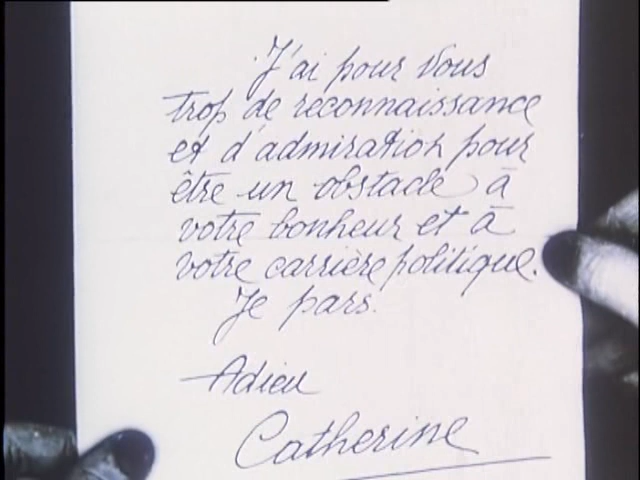 J'ai pour Vous
trop de reconnaissance
et d'admiration pour
être un obstacle à
votre bonheur et à
votre carrière politique.
Je pars.
Adieu
Catherine